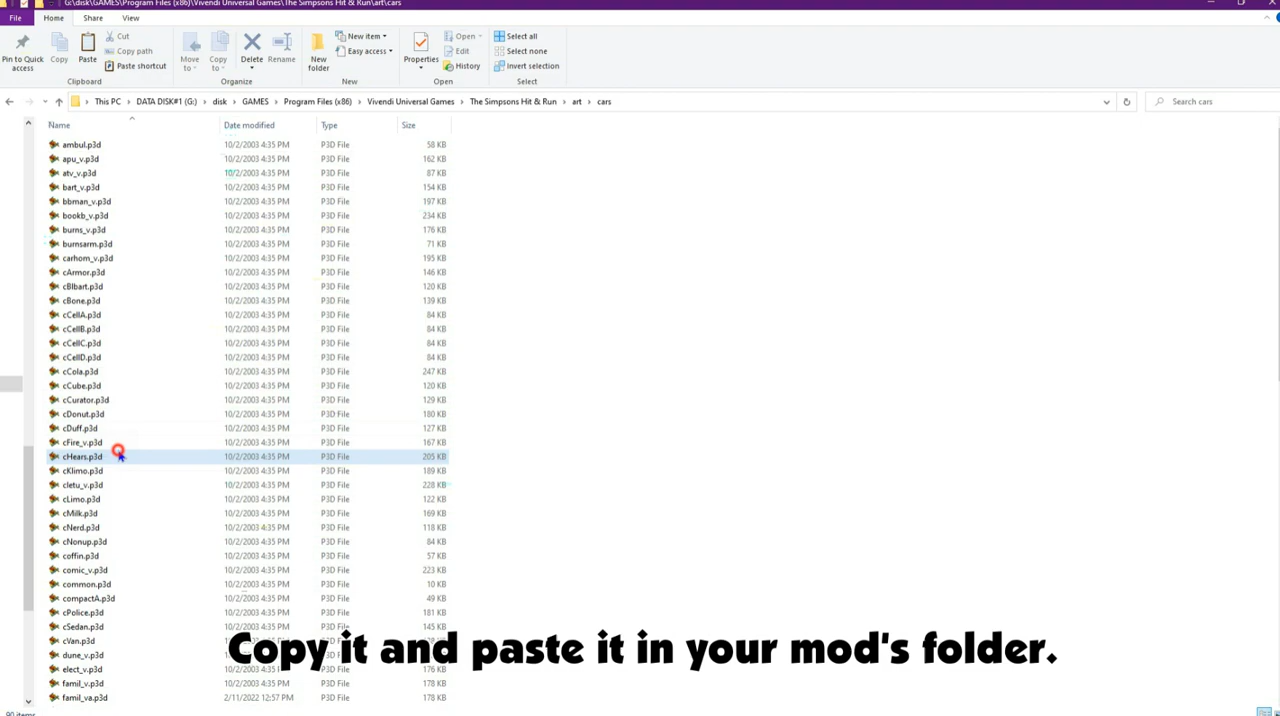 G:\disk\GAMES\Program Files (x86)\Vivendi Universal Games\The Simpsons Hit & Run\art\cars
File Home Share View
Pin to Quick access
Copy
Paste
Cut
Copy path
Paste shortcut
Move to
Copy to
Delete
Rename
New folder
New item
Easy access
Properties
Open
Edit
History
Select all
Select none
Invert selection
Clipboard Organize New Open Select
This PC DATA DISK#1 (G:) disk GAMES Program Files (x86) Vivendi Universal Games The Simpsons Hit & Run art cars Search cars
Name Date modified Type Size
ambul.p3d 10/2/2003 4:35 PM P3D File 58 KB
apu_v.p3d 10/2/2003 4:35 PM P3D File 162 KB
atv_v.p3d 10/2/2003 4:35 PM P3D File 87 KB
bart_v.p3d 10/2/2003 4:35 PM P3D File 154 KB
bbman_v.p3d 10/2/2003 4:35 PM P3D File 197 KB
bookb_v.p3d 10/2/2003 4:35 PM P3D File 234 KB
burns_v.p3d 10/2/2003 4:35 PM P3D File 176 KB
burnsarm.p3d 10/2/2003 4:35 PM P3D File 71 KB
carhom_v.p3d 10/2/2003 4:35 PM P3D File 195 KB
cArmor.p3d 10/2/2003 4:35 PM P3D File 146 KB
cBlbart.p3d 10/2/2003 4:35 PM P3D File 247 KB
cBone.p3d 10/2/2003 4:35 PM P3D File 139 KB
cCellA.p3d 10/2/2003 4:35 PM P3D File 84 KB
cCellB.p3d 10/2/2003 4:35 PM P3D File 84 KB
cCellC.p3d 10/2/2003 4:35 PM P3D File 84 KB
cCellD.p3d 10/2/2003 4:35 PM P3D File 84 KB
cCola.p3d 10/2/2003 4:35 PM P3D File 247 KB
cCube.p3d 10/2/2003 4:35 PM P3D File 120 KB
cCurator.p3d 10/2/2003 4:35 PM P3D File 129 KB
cDonut.p3d 10/2/2003 4:35 PM P3D File 180 KB
cDuff.p3d 10/2/2003 4:35 PM P3D File 127 KB
cFire_v.p3d 10/2/2003 4:35 PM P3D File 167 KB
cHears.p3d 10/2/2003 4:35 PM P3D File 205 KB
cKlimo.p3d 10/2/2003 4:35 PM P3D File 189 KB
cletu_v.p3d 10/2/2003 4:35 PM P3D File 228 KB
cLimo.p3d 10/2/2003 4:35 PM P3D File 122 KB
cMilk.p3d 10/2/2003 4:35 PM P3D File 169 KB
cNerd.p3d 10/2/2003 4:35 PM P3D File 118 KB
cNonup.p3d 10/2/2003 4:35 PM P3D File 84 KB
coffin.p3d 10/2/2003 4:35 PM P3D File 57 KB
comic_v.p3d 10/2/2003 4:35 PM P3D File 223 KB
common.p3d 10/2/2003 4:35 PM P3D File 10 KB
compactA.p3d 10/2/2003 4:35 PM P3D File 49 KB
cPolice.p3d 10/2/2003 4:35 PM P3D File 181 KB
cSedan.p3d 10/2/2003 4:35 PM P3D File 145 KB
cVan.p3d
dune_v.p3d
Copy it and paste it in your mod's folder.
elect_v.p3d 10/2/2003 4:35 PM P3D File 176 KB
famil_v.p3d 10/2/2003 4:35 PM P3D File 178 KB
famil_va.p3d 2/11/2022 12:57 PM P3D File 178 KB
90 items